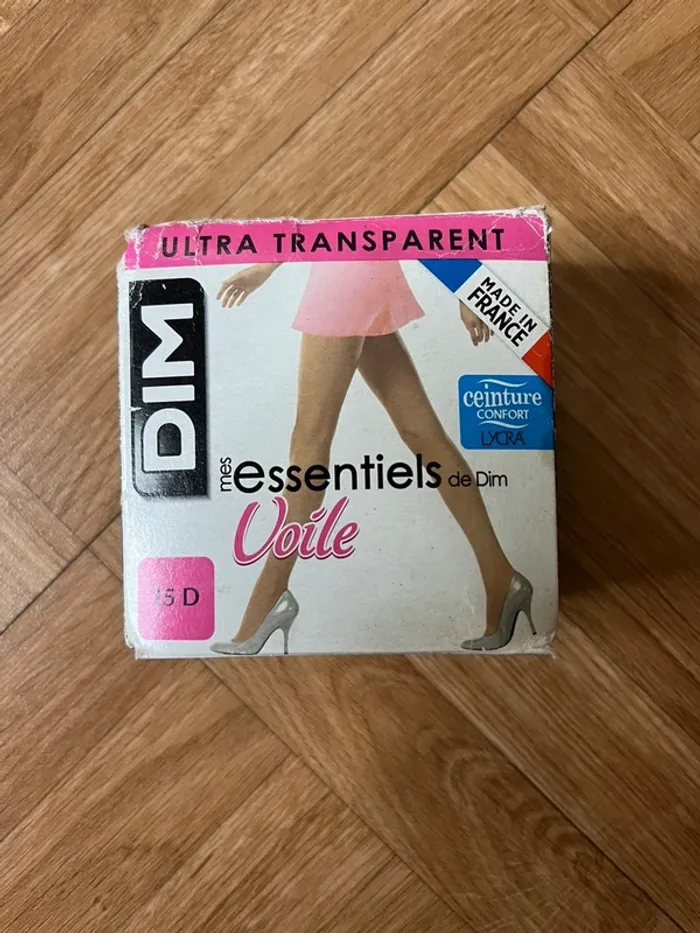 ULTRA TRANSPARENT
DIM
MADE IN
FRANCE
ceinture
CONFORT
LYCRA
mes essentiels de Dim
Voile
15 D